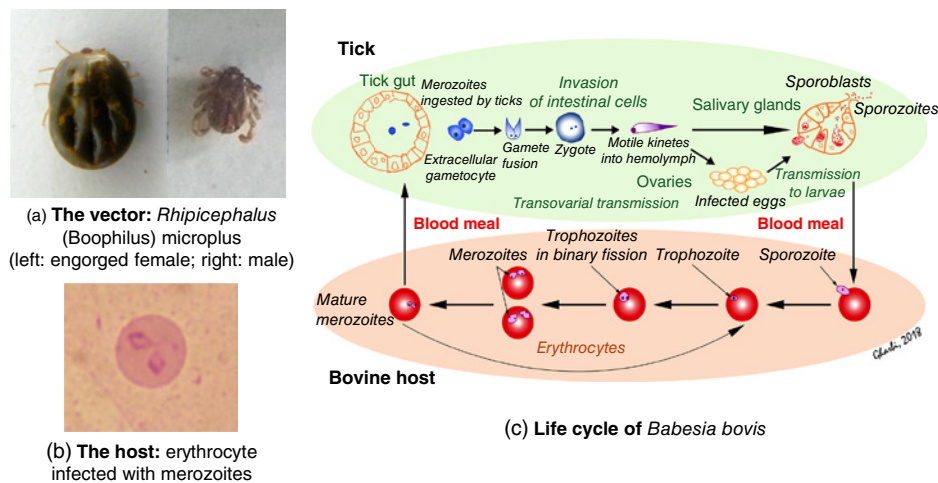 (a) The vector: Rhipicephalus
(Boophilus) microplus
(left: engorged female; right: male)
(b) The host: erythrocyte
infected with merozoites
Tick
Tick gut
Merozoites
ingested by ticks
Extracellular
gametocyte
Gamete
fusion
Invasion
of intestinal cells
Zygote
Motile kinetes
into hemolymph
Salivary glands
Sporoblasts
Sporozoites
Ovaries
Infected eggs
Transmission
to larvae
Transovarial transmission
Blood meal
Blood meal
Mature
merozoites
Merozoites
Trophozoites
in binary fission
Trophozoite
Sporozoite
Erythrocytes
Bovine host
Gharbi, 2018
(c) Life cycle of Babesia bovis